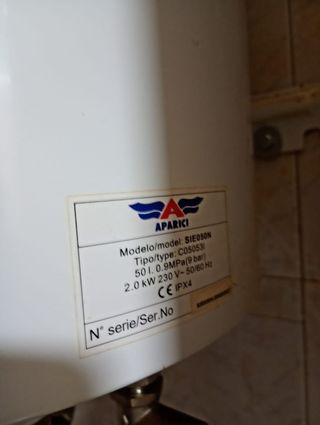 APARICI
Modelo/model: SIE050N
Tipo/type: C05053I
50 l. 0.9MPa(9 bar)
2.0 kW 230 V~ 50/60 Hz
CE IPX4
N° serie/Ser.No